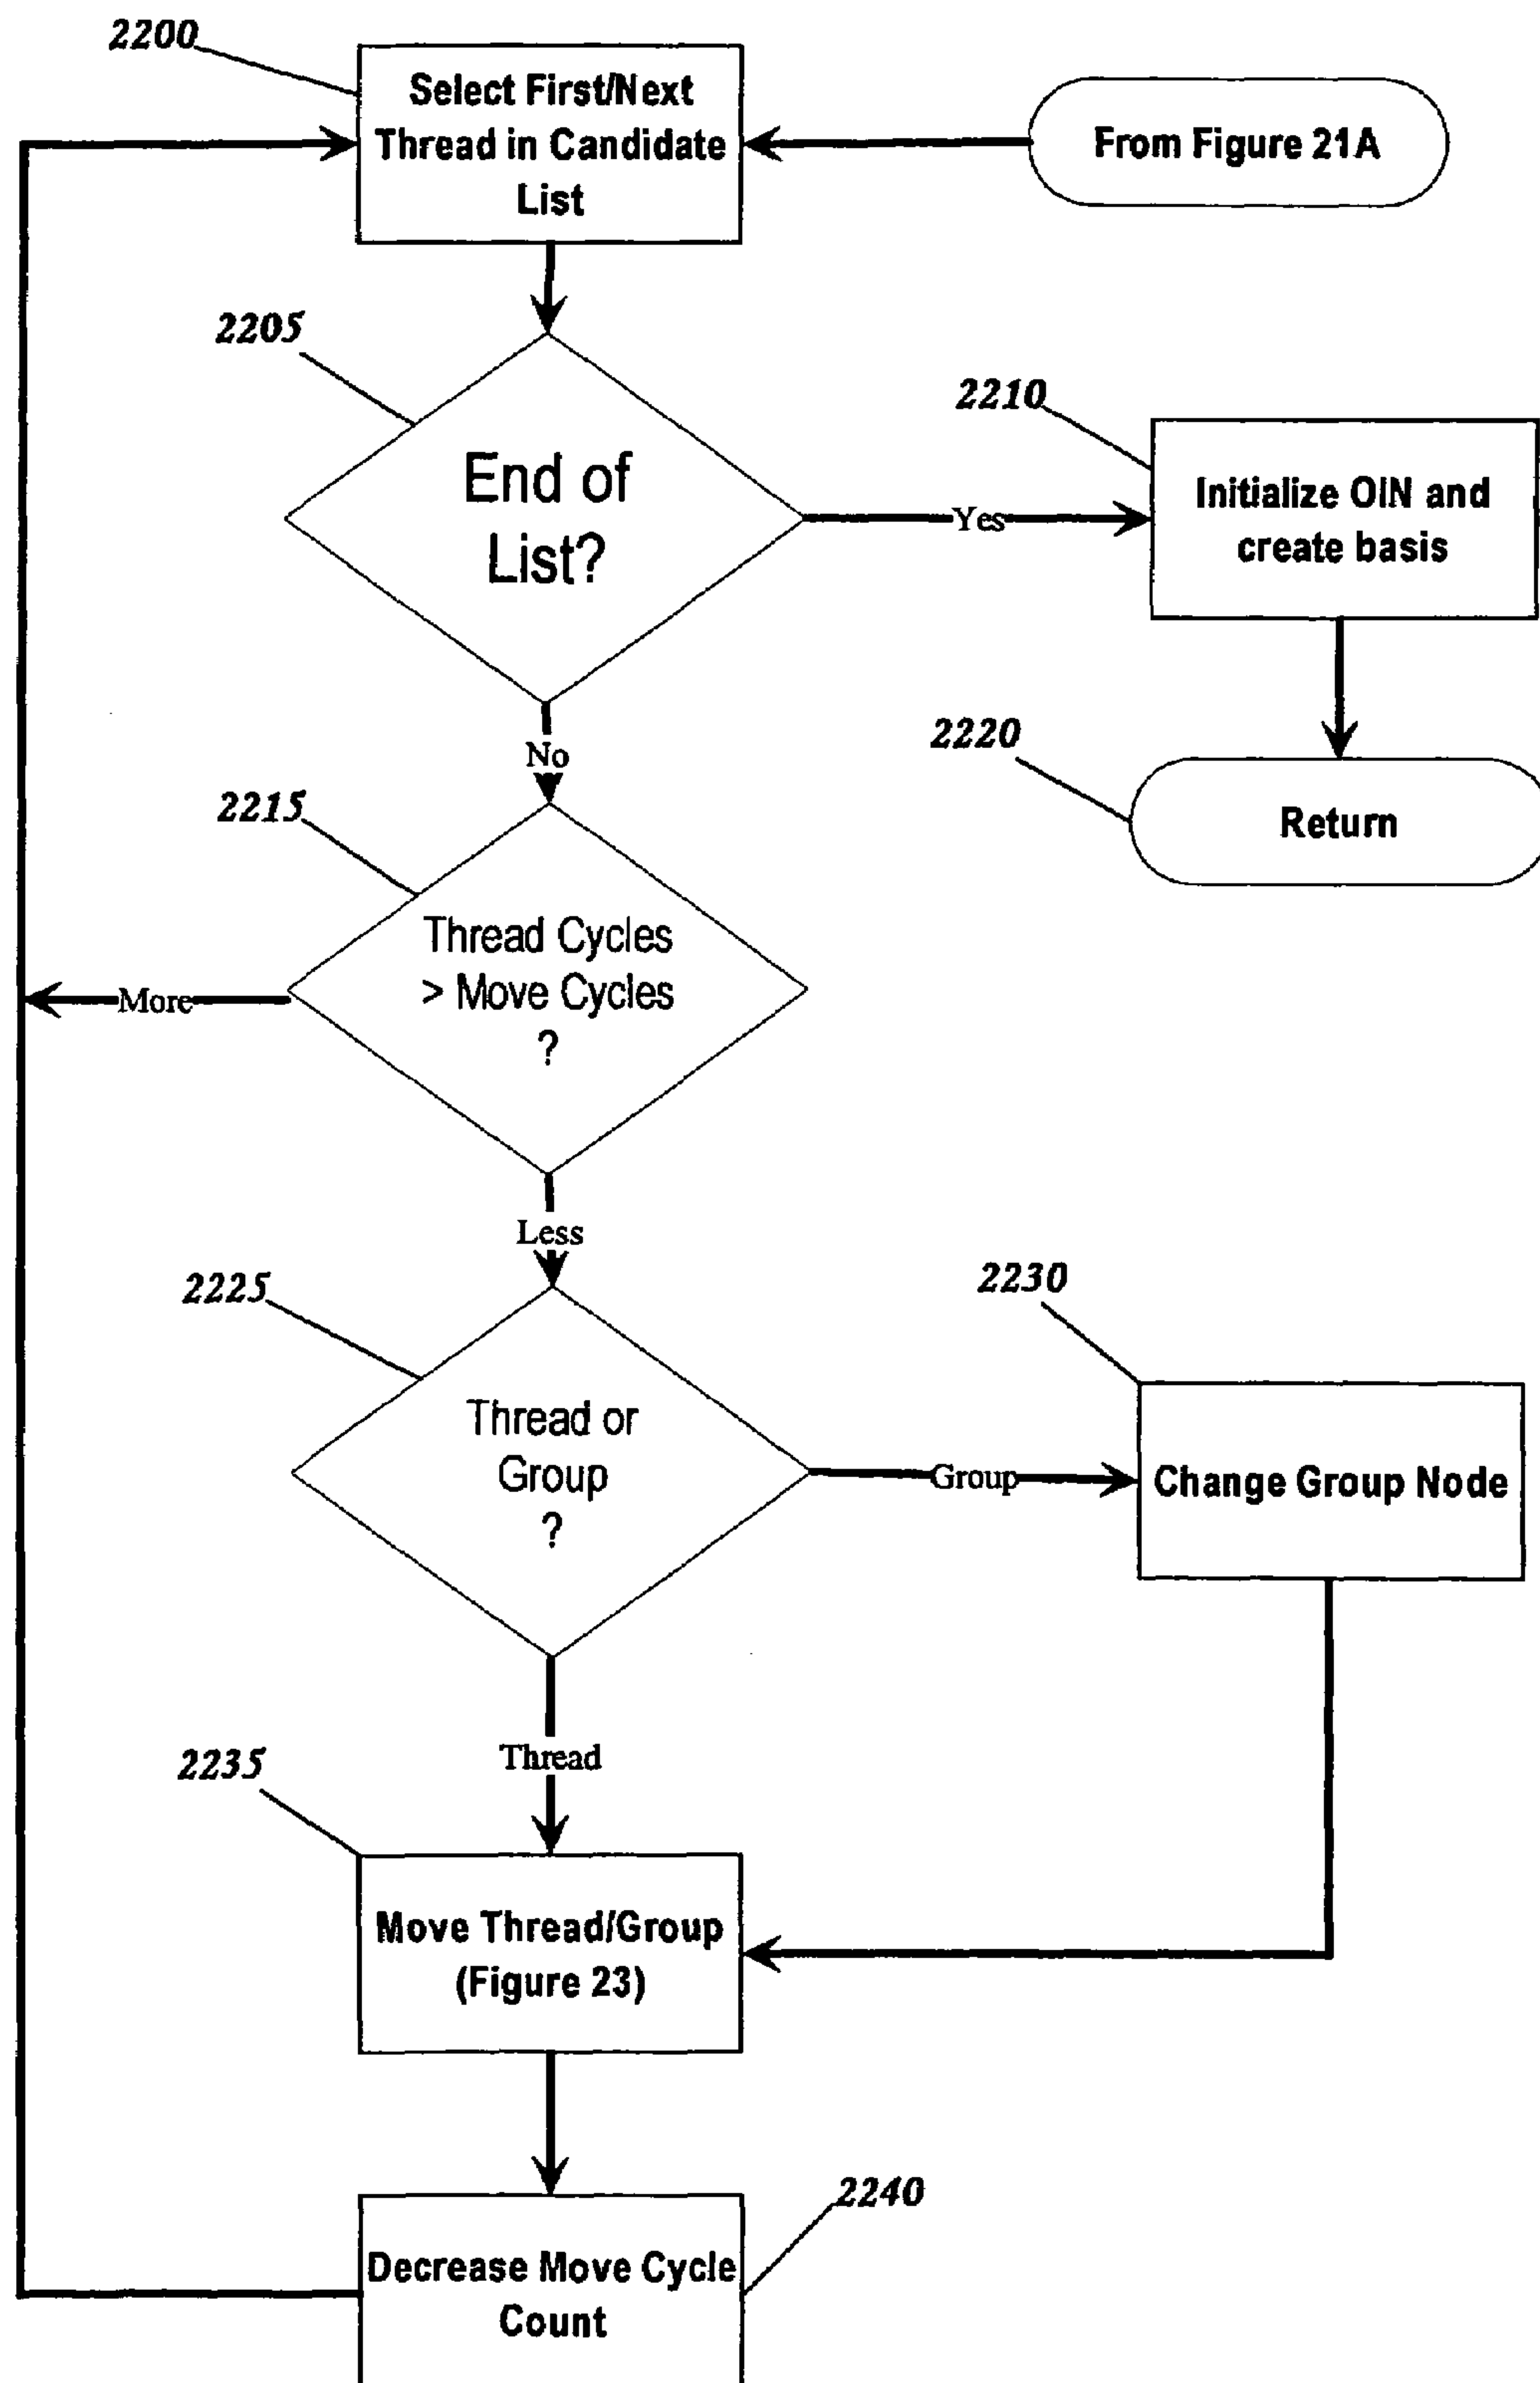 2200
Select First/Next
Thread in Candidate
List
From Figure 21A
2205
End of
List?
Yes
2210
Initialize OIN and
create basis
No
2220
Return
2215
Thread Cycles
> Move Cycles
?
More
Less
2225
Thread or
Group
?
Group
2230
Change Group Node
Thread
2235
Move Thread/Group
(Figure 23)
2240
Decrease Move Cycle
Count